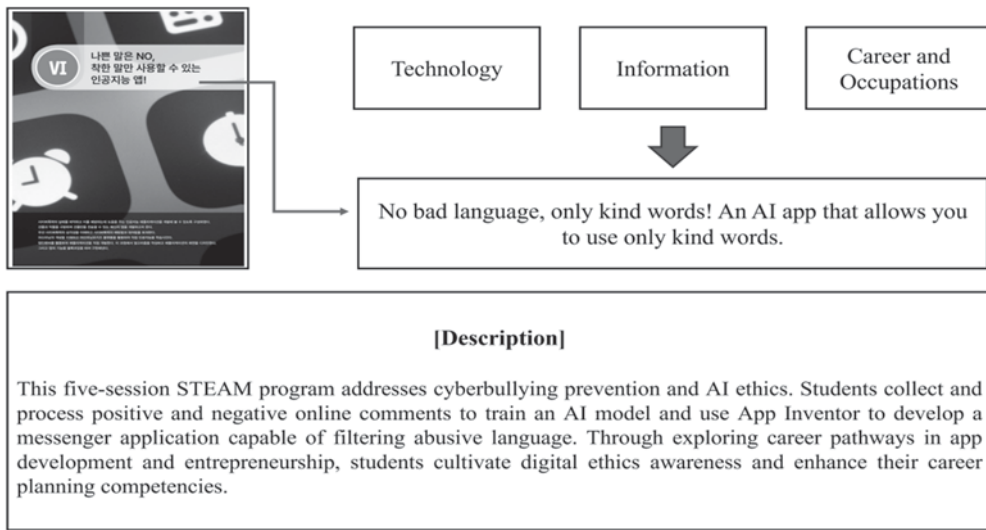 VI
나쁜 말은 NO,
착한 말만 사용할 수 있는
인공지능 앱!
Technology
Information
Career and
Occupations
No bad language, only kind words! An AI app that allows you
to use only kind words.
[Description]
This five-session STEAM program addresses cyberbullying prevention and AI ethics. Students collect and
process positive and negative online comments to train an AI model and use App Inventor to develop a
messenger application capable of filtering abusive language. Through exploring career pathways in app
development and entrepreneurship, students cultivate digital ethics awareness and enhance their career
planning competencies.